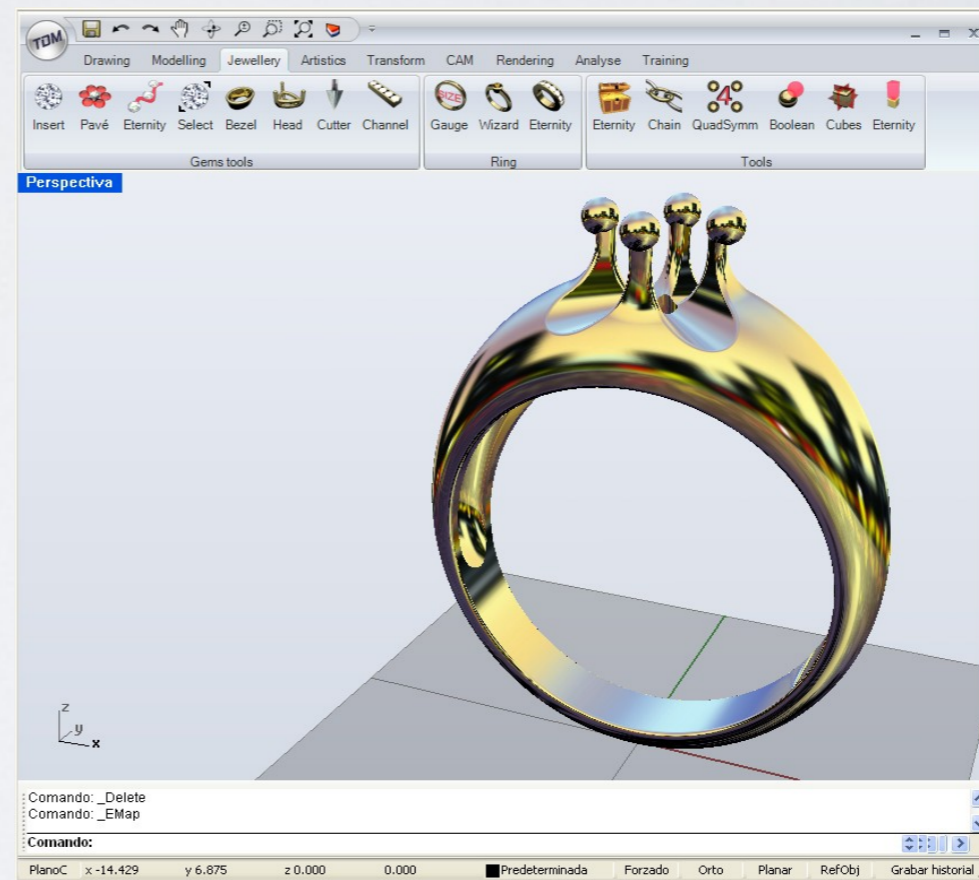 TDM
Drawing Modelling Jewellery Artistics Transform CAM Rendering Analyse Training
Insert Pavé Eternity Select Bezel Head Cutter Channel Gauge Wizard Eternity Eternity Chain QuadSymm Boolean Cubes Eternity
SIZE 4
Gems tools Ring Tools
Perspectiva
z
y
x
Comando: _Delete
Comando: _EMap
Comando:
PlanoC x -14.429 y 6.875 z 0.000 0.000 Predeterminada Forzado Orto Planar RefObj Grabar historial